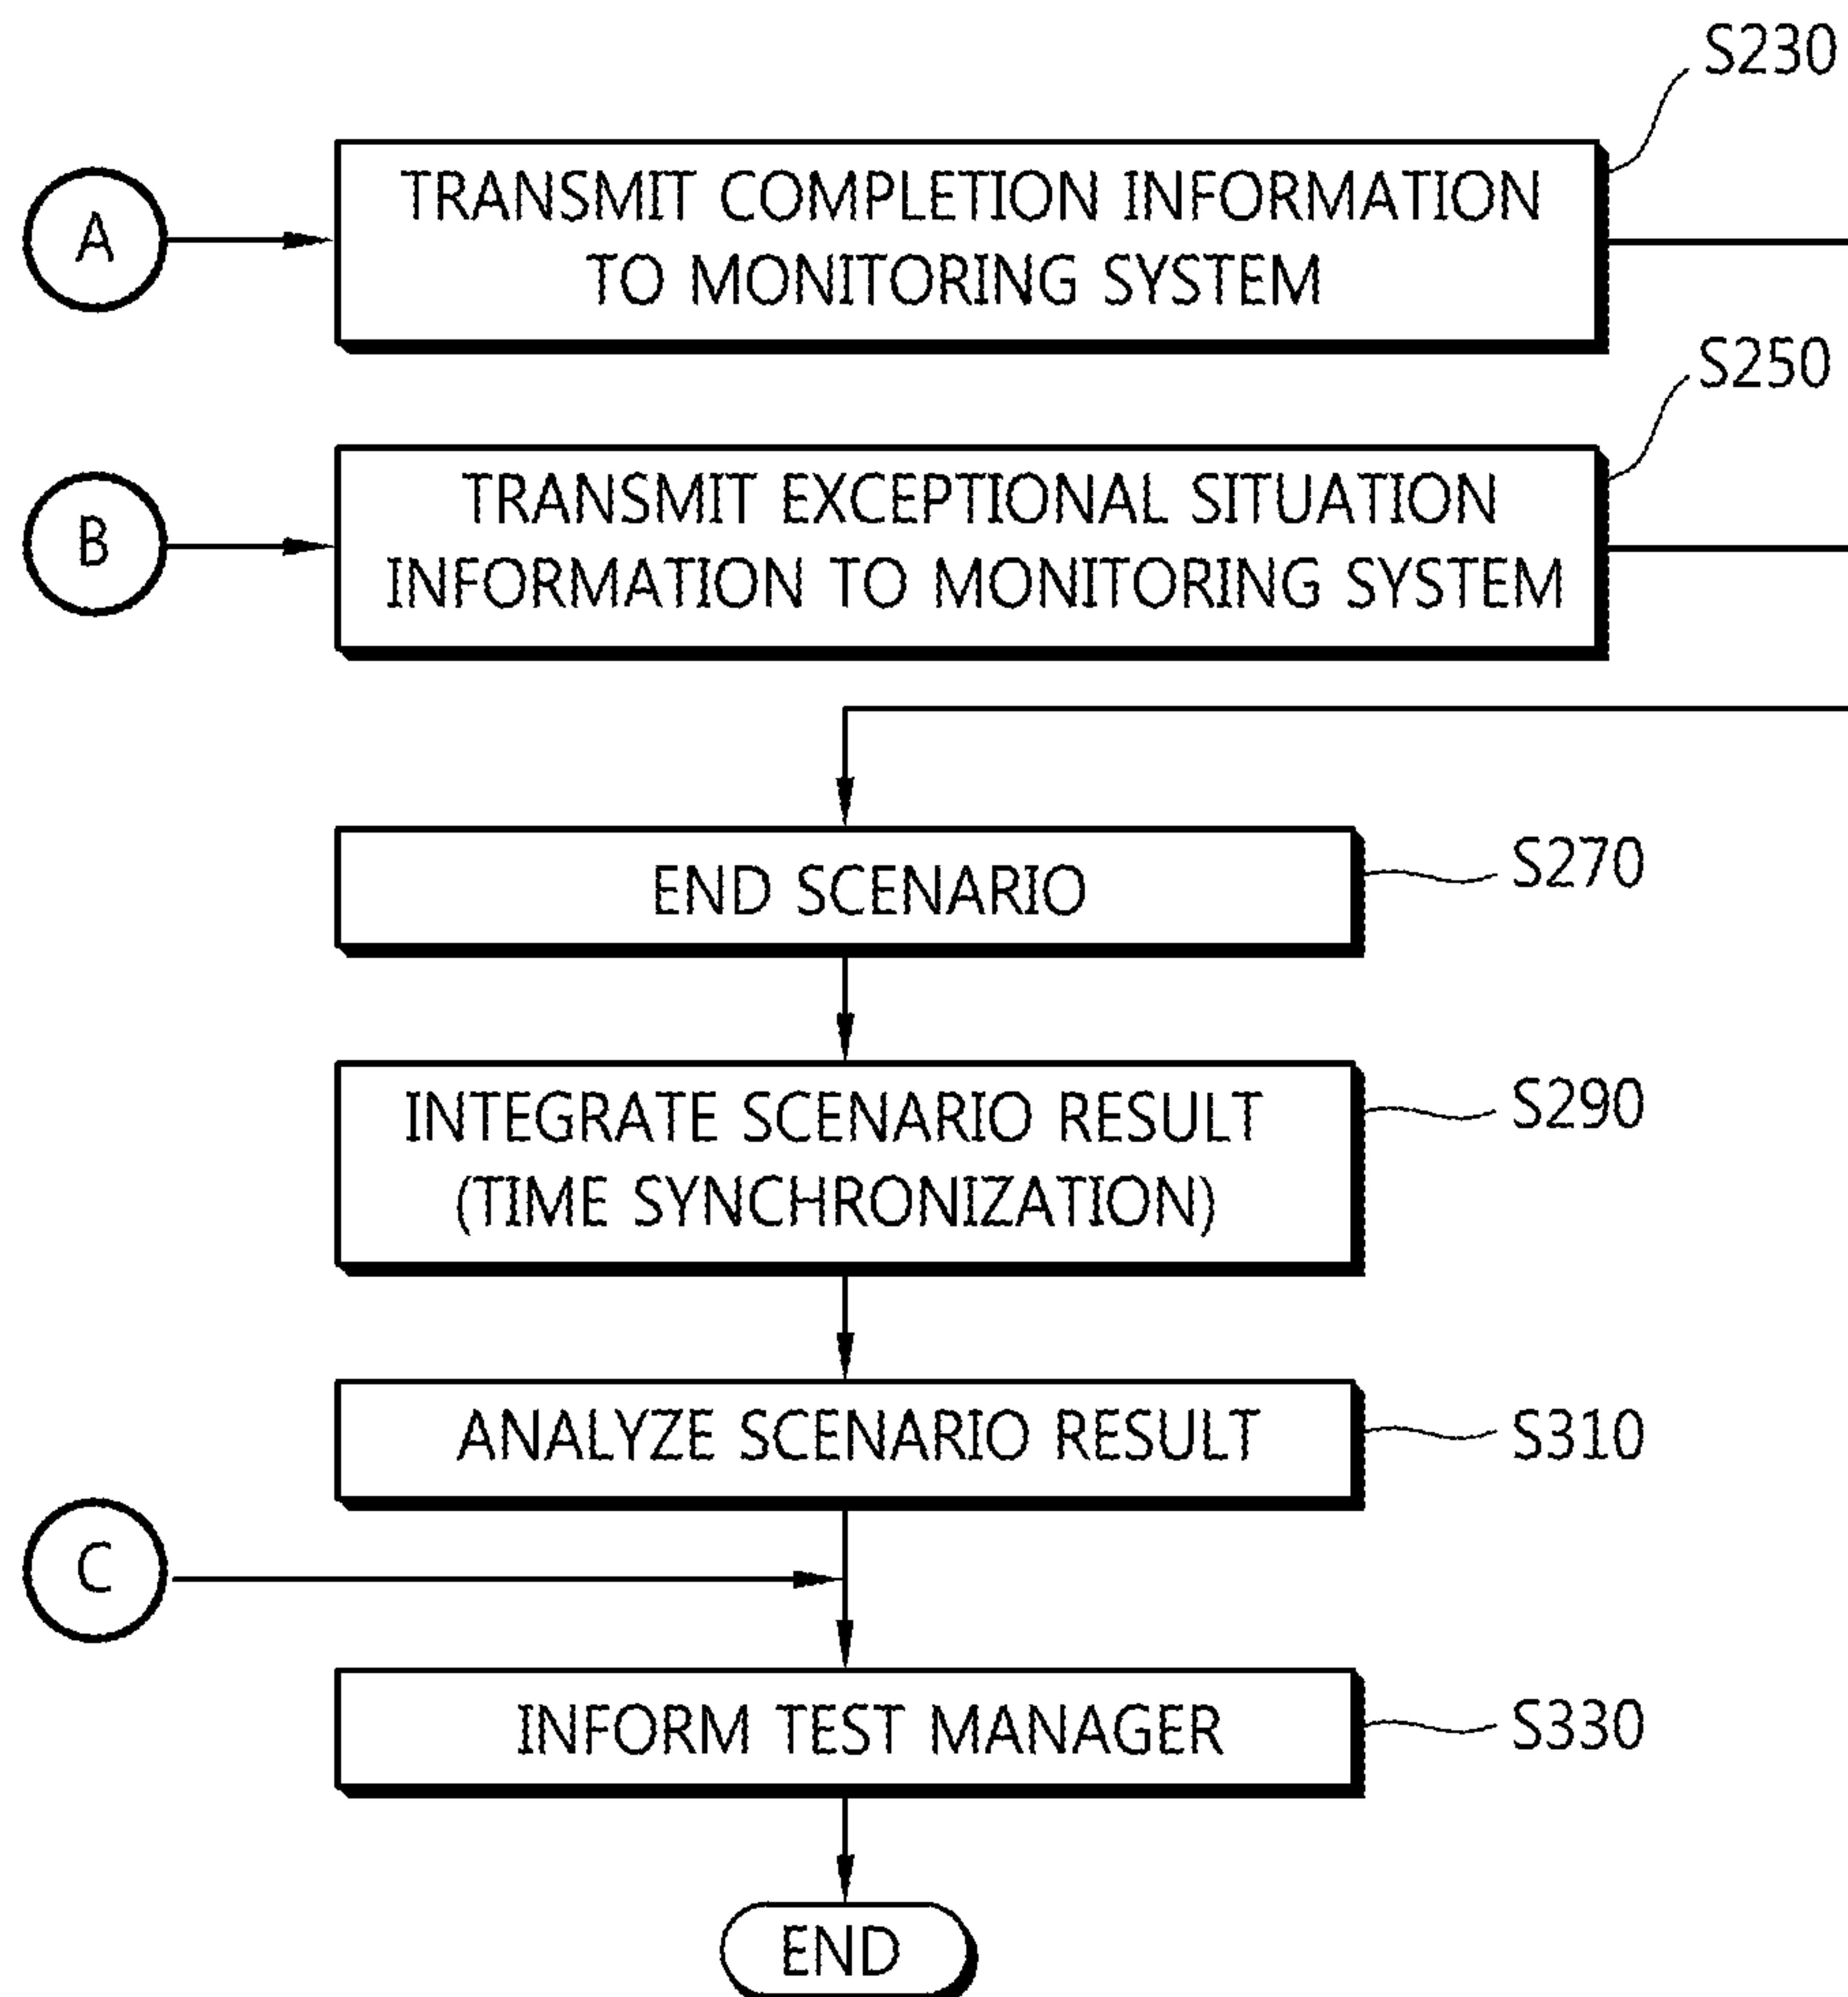 S230
A
TRANSMIT COMPLETION INFORMATION
TO MONITORING SYSTEM
S250
B
TRANSMIT EXCEPTIONAL SITUATION
INFORMATION TO MONITORING SYSTEM
END SCENARIO
S270
INTEGRATE SCENARIO RESULT
(TIME SYNCHRONIZATION)
S290
ANALYZE SCENARIO RESULT
S310
C
INFORM TEST MANAGER
S330
END